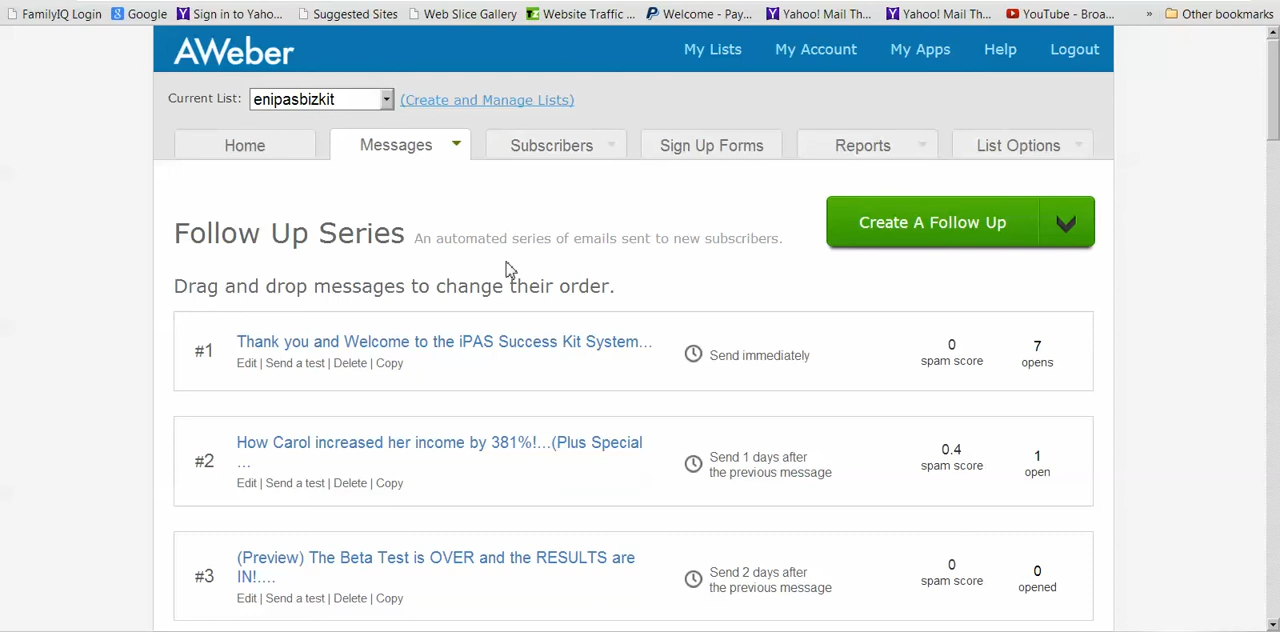 FamilyIQ Login Google Sign in to Yaho... Suggested Sites Web Slice Gallery Website Traffic ... Welcome - Pay... Yahoo! Mail Th... Yahoo! Mail Th... YouTube - Broa... » Other bookmarks
AWeber My Lists My Account My Apps Help Logout
Current List: enipasbizkit (Create and Manage Lists)
Home Messages Subscribers Sign Up Forms Reports List Options
Create A Follow Up
Follow Up Series An automated series of emails sent to new subscribers.
Drag and drop messages to change their order.
#1 Thank you and Welcome to the iPAS Success Kit System...
Edit | Send a test | Delete | Copy
Send immediately
0
spam score
7
opens
#2 How Carol increased her income by 381%!...(Plus Special
...
Edit | Send a test | Delete | Copy
Send 1 days after
the previous message
0.4
spam score
1
open
#3 (Preview) The Beta Test is OVER and the RESULTS are
IN!....
Edit | Send a test | Delete | Copy
Send 2 days after
the previous message
0
spam score
0
opened